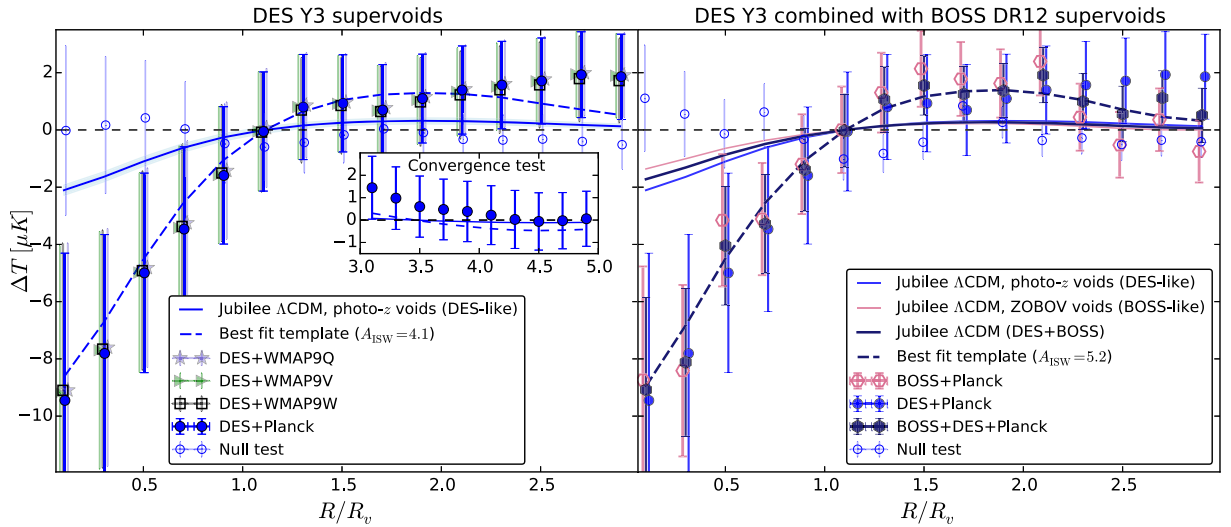 DES Y3 supervoids
DES Y3 combined with BOSS DR12 supervoids
ΔT [μK]
2
0
−2
−4
−6
−8
−10
Convergence test
2
1
0
−1
3.0 3.5 4.0 4.5 5.0
Jubilee ΛCDM, photo-z voids (DES-like)
Best fit template (A_ISW=4.1)
DES+WMAP9Q
DES+WMAP9V
DES+WMAP9W
DES+Planck
Null test
0.5 1.0 1.5 2.0 2.5
R/R_v
Jubilee ΛCDM, photo-z voids (DES-like)
Jubilee ΛCDM, ZOBOV voids (BOSS-like)
Jubilee ΛCDM (DES+BOSS)
Best fit template (A_ISW=5.2)
BOSS+Planck
DES+Planck
BOSS+DES+Planck
Null test
0.5 1.0 1.5 2.0 2.5
R/R_v